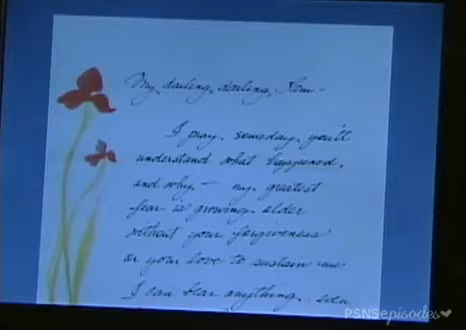 My darling, darling, Sam -
I pray, someday, you'll
understand what happened,
and why - my greatest
fear is growing older
without your forgiveness
or your love to sustain me
I can bear anything, even
PSNSepisodes❤